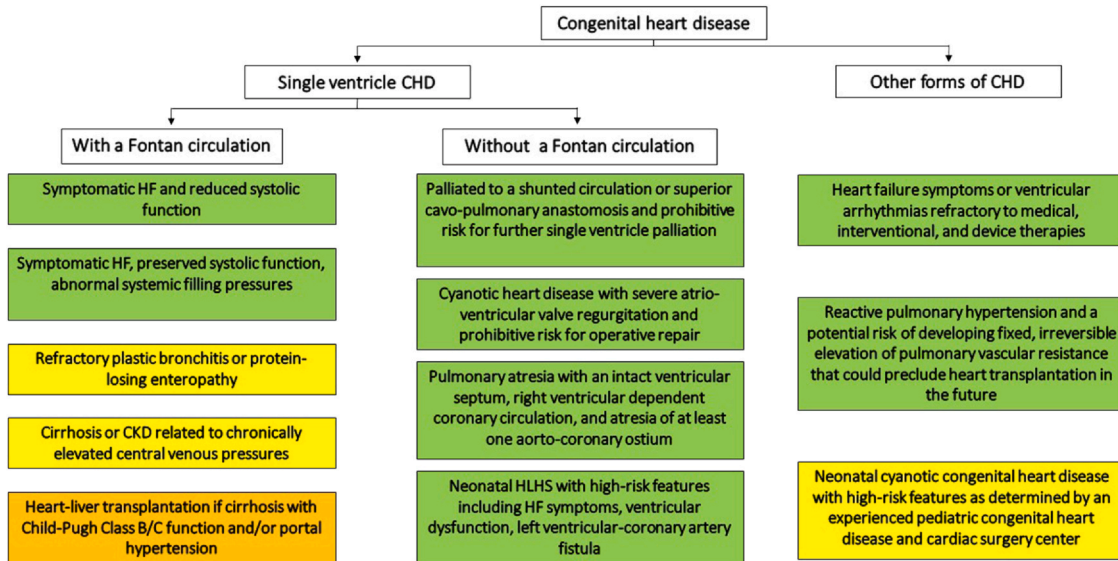 Congenital heart disease
Single ventricle CHD
Other forms of CHD
With a Fontan circulation
Without a Fontan circulation
Symptomatic HF and reduced systolic
function
Symptomatic HF, preserved systolic function,
abnormal systemic filling pressures
Refractory plastic bronchitis or protein-
losing enteropathy
Cirrhosis or CKD related to chronically
elevated central venous pressures
Heart-liver transplantation if cirrhosis with
Child-Pugh Class B/C function and/or portal
hypertension
Palliated to a shunted circulation or superior
cavo-pulmonary anastomosis and prohibitive
risk for further single ventricle palliation
Cyanotic heart disease with severe atrio-
ventricular valve regurgitation and
prohibitive risk for operative repair
Pulmonary atresia with an intact ventricular
septum, right ventricular dependent
coronary circulation, and atresia of at least
one aorto-coronary ostium
Neonatal HLHS with high-risk features
including HF symptoms, ventricular
dysfunction, left ventricular-coronary artery
fistula
Heart failure symptoms or ventricular
arrhythmias refractory to medical,
interventional, and device therapies
Reactive pulmonary hypertension and a
potential risk of developing fixed, irreversible
elevation of pulmonary vascular resistance
that could preclude heart transplantation in
the future
Neonatal cyanotic congenital heart disease
with high-risk features as determined by an
experienced pediatric congenital heart
disease and cardiac surgery center